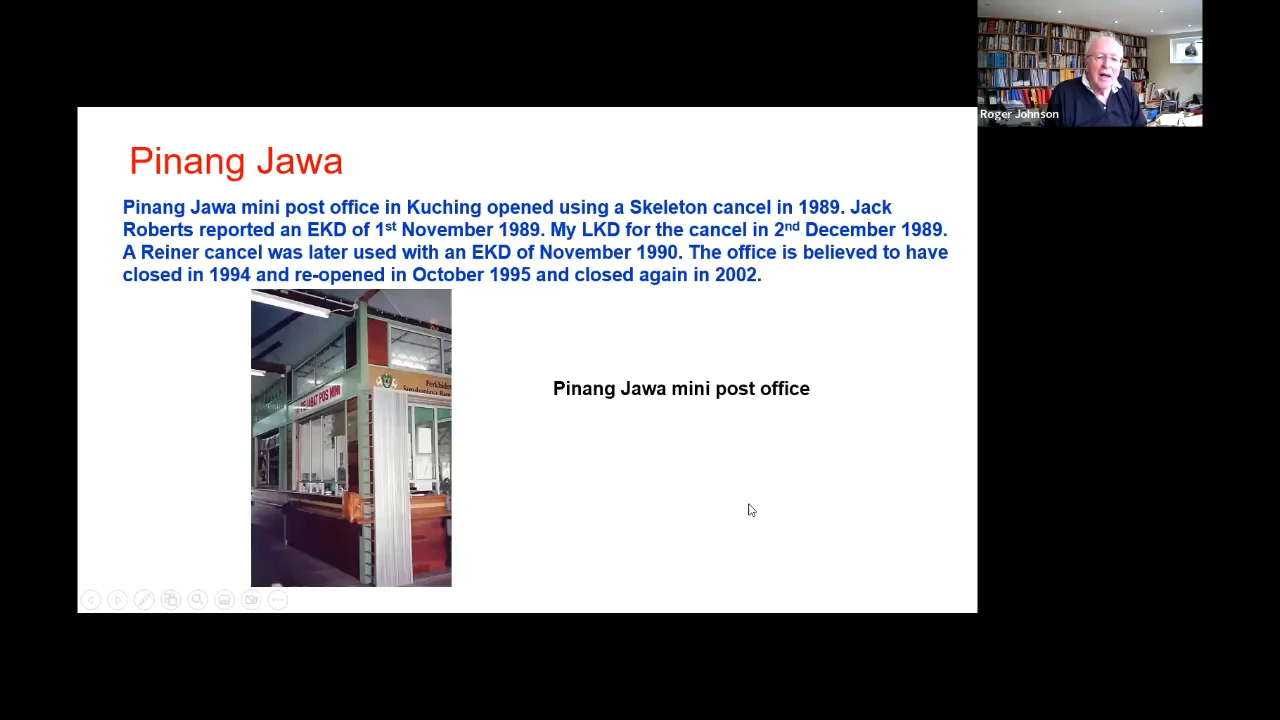 Roger Johnson
Pinang Jawa
Pinang Jawa mini post office in Kuching opened using a Skeleton cancel in 1989. Jack
Roberts reported an EKD of 1st November 1989. My LKD for the cancel in 2nd December 1989.
A Reiner cancel was later used with an EKD of November 1990. The office is believed to have
closed in 1994 and re-opened in October 1995 and closed again in 2002.
POS MINI
Pinang Jawa mini post office